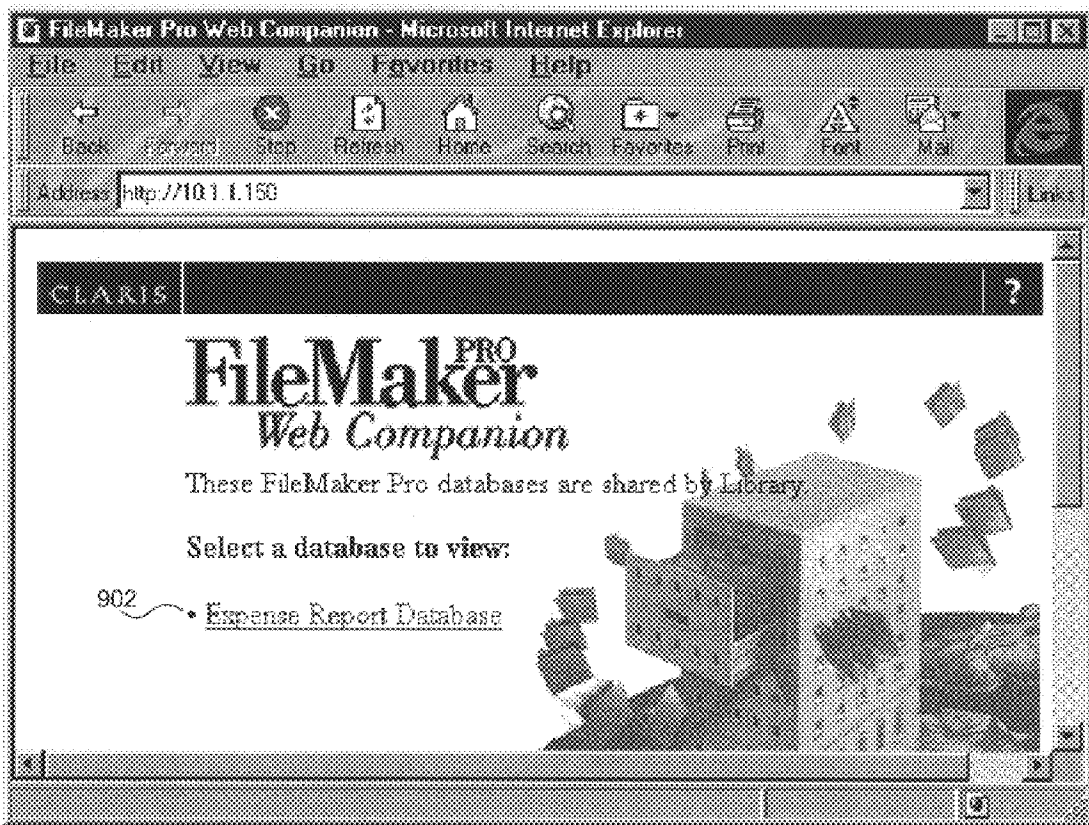 FileMaker Pro Web Companion - Microsoft Internet Explorer
File Edit View Go Favorites Help
Back Forward Stop Refresh Home Search Favorites Print Font Mail
Address http://10.1.1.150 Links
CLARIS ?
FileMaker PRO
Web Companion
These FileMaker Pro databases are shared by Library
Select a database to view:
902
• Expense Report Database